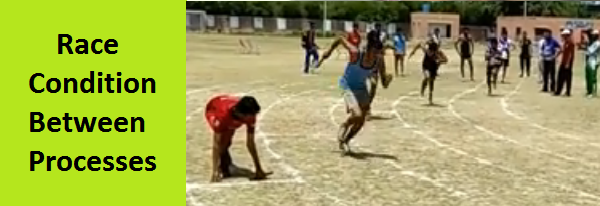 Race
Condition
Between
Processes